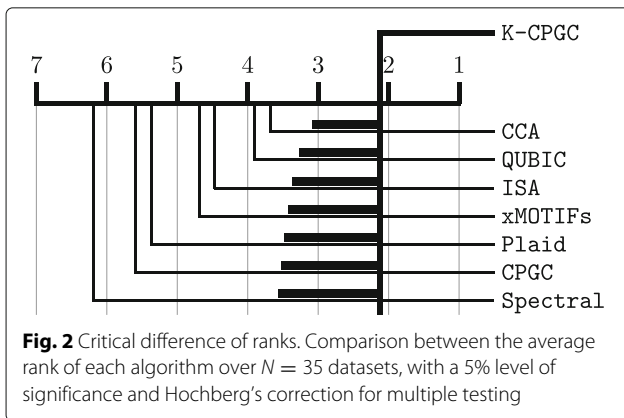 K-CPGC
7 6 5 4 3 2 1
CCA
QUBIC
ISA
xMOTIFs
Plaid
CPGC
Spectral
Fig. 2 Critical difference of ranks. Comparison between the average
rank of each algorithm over N = 35 datasets, with a 5% level of
significance and Hochberg's correction for multiple testing